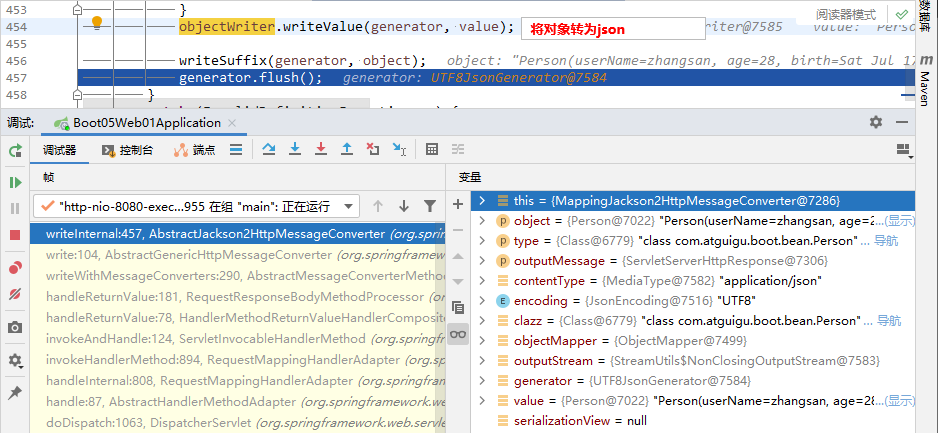 453 }
454 objectWriter.writeValue(generator, value); 将对象转为json riter@7585 value: "Perso
455
456 writeSuffix(generator, object); object: "Person(userName=zhangsan, age=28, birth=Sat Jul 17
457 generator.flush(); generator: UTF8JsonGenerator@7584
458 }
阅读器模式
数据库
Maven
调试: Boot05Web01Application
调试器 控制台 端点
帧
"http-nio-8080-exec...955 在组 "main": 正在运行
writeInternal:457, AbstractJackson2HttpMessageConverter (org.springfram
write:104, AbstractGenericHttpMessageConverter (org.springframework
writeWithMessageConverters:290, AbstractMessageConverterMethod
handleReturnValue:181, RequestResponseBodyMethodProcessor (org
handleReturnValue:78, HandlerMethodReturnValueHandlerComposite
invokeAndHandle:124, ServletInvocableHandlerMethod (org.springfram
invokeHandlerMethod:894, RequestMappingHandlerAdapter (org.sprin
handleInternal:808, RequestMappingHandlerAdapter (org.springframe
handle:87, AbstractHandlerMethodAdapter (org.springframework.web
doDispatch:1063, DispatcherServlet (org.springframework.web.servlet
变量
this = {MappingJackson2HttpMessageConverter@7286}
object = {Person@7022} "Person(userName=zhangsan, age=2...(显示)
type = {Class@6779} "class com.atguigu.boot.bean.Person" ... 导航
outputMessage = {ServletServerHttpResponse@7306}
contentType = {MediaType@7582} "application/json"
encoding = {JsonEncoding@7516} "UTF8"
clazz = {Class@6779} "class com.atguigu.boot.bean.Person" ... 导航
objectMapper = {ObjectMapper@7499}
outputStream = {StreamUtils$NonClosingOutputStream@7583}
generator = {UTF8JsonGenerator@7584}
value = {Person@7022} "Person(userName=zhangsan, age=28...(显示)
serializationView = null